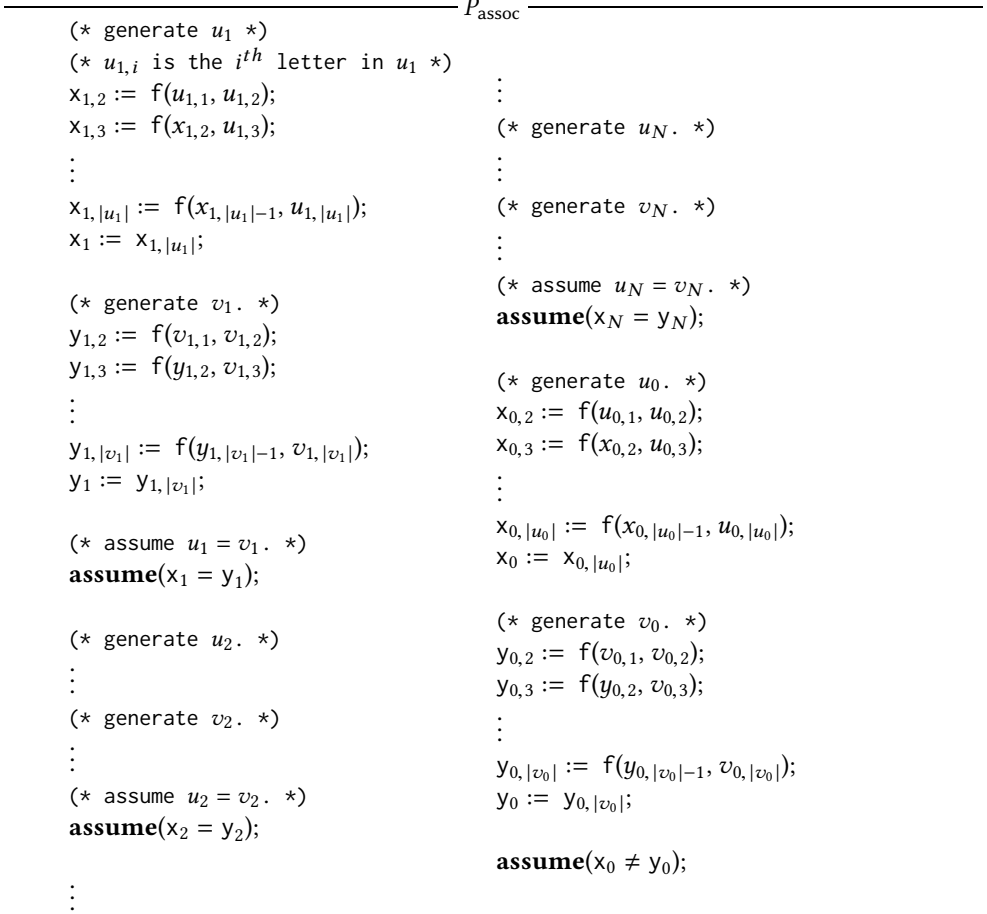 P_assoc
(* generate u_1 *)
(* u_{1,i} is the i^{th} letter in u_1 *)
x_{1,2} := f(u_{1,1}, u_{1,2});
x_{1,3} := f(x_{1,2}, u_{1,3});
⋮
x_{1,|u_1|} := f(x_{1,|u_1|−1}, u_{1,|u_1|});
x_1 := x_{1,|u_1|};
(* generate v_1. *)
y_{1,2} := f(v_{1,1}, v_{1,2});
y_{1,3} := f(y_{1,2}, v_{1,3});
⋮
y_{1,|v_1|} := f(y_{1,|v_1|−1}, v_{1,|v_1|});
y_1 := y_{1,|v_1|};
(* assume u_1 = v_1. *)
assume(x_1 = y_1);
(* generate u_2. *)
⋮
(* generate v_2. *)
⋮
(* assume u_2 = v_2. *)
assume(x_2 = y_2);
⋮
⋮
(* generate u_N. *)
⋮
(* generate v_N. *)
⋮
(* assume u_N = v_N. *)
assume(x_N = y_N);
(* generate u_0. *)
x_{0,2} := f(u_{0,1}, u_{0,2});
x_{0,3} := f(x_{0,2}, u_{0,3});
⋮
x_{0,|u_0|} := f(x_{0,|u_0|−1}, u_{0,|u_0|});
x_0 := x_{0,|u_0|};
(* generate v_0. *)
y_{0,2} := f(v_{0,1}, v_{0,2});
y_{0,3} := f(y_{0,2}, v_{0,3});
⋮
y_{0,|v_0|} := f(y_{0,|v_0|−1}, v_{0,|v_0|});
y_0 := y_{0,|v_0|};
assume(x_0 ≠ y_0);